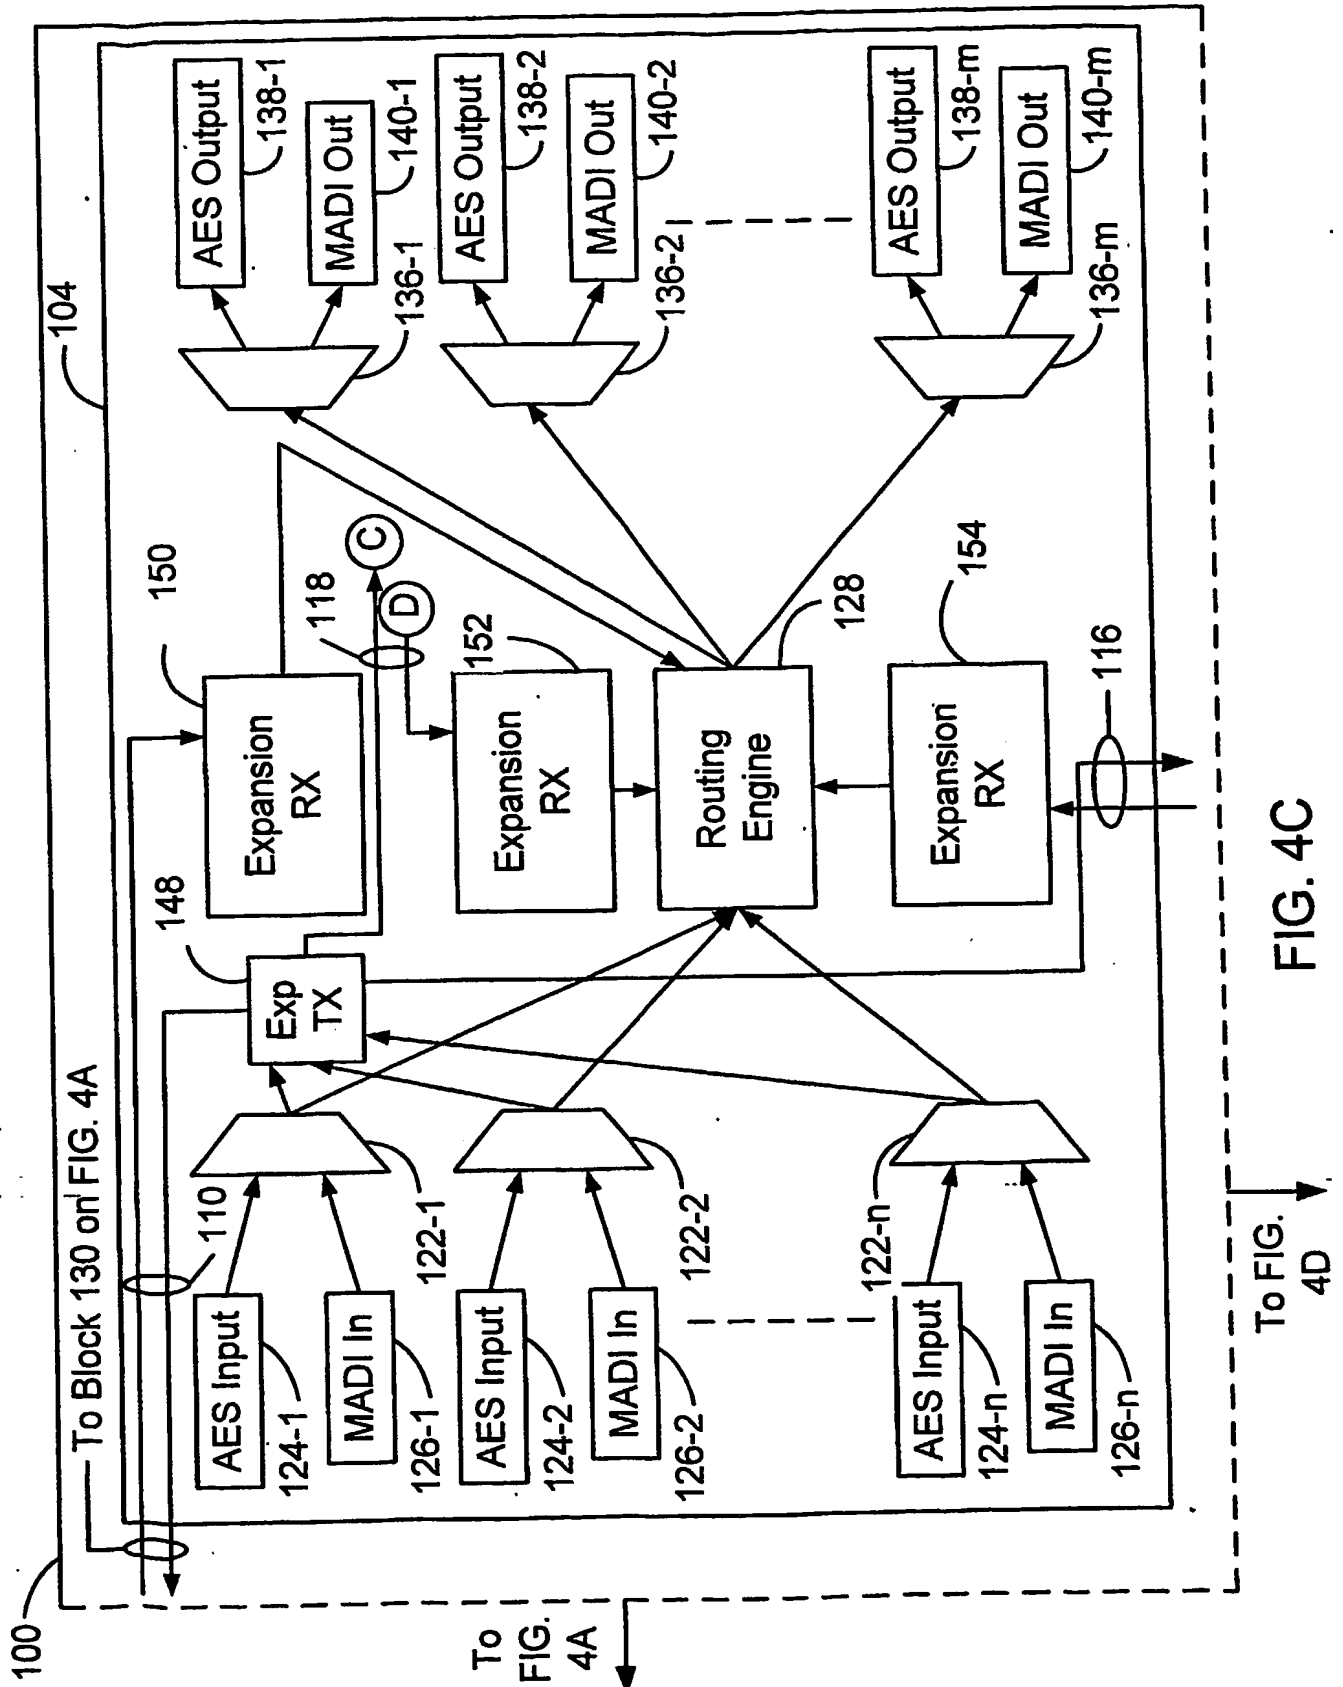 100
104
To Block 130 on FIG. 4A
110
AES Input
124-1
MADI In
126-1
122-1
AES Input
124-2
MADI In
126-2
122-2
AES Input
124-n
MADI In
126-n
122-n
148
Exp
TX
150
Expansion
RX
118
C
D
152
Expansion
RX
Routing
Engine
128
154
Expansion
RX
116
136-1
AES Output
138-1
MADI Out
140-1
136-2
AES Output
138-2
MADI Out
140-2
136-m
AES Output
138-m
MADI Out
140-m
To
FIG.
4A
To FIG.
4D
FIG. 4C